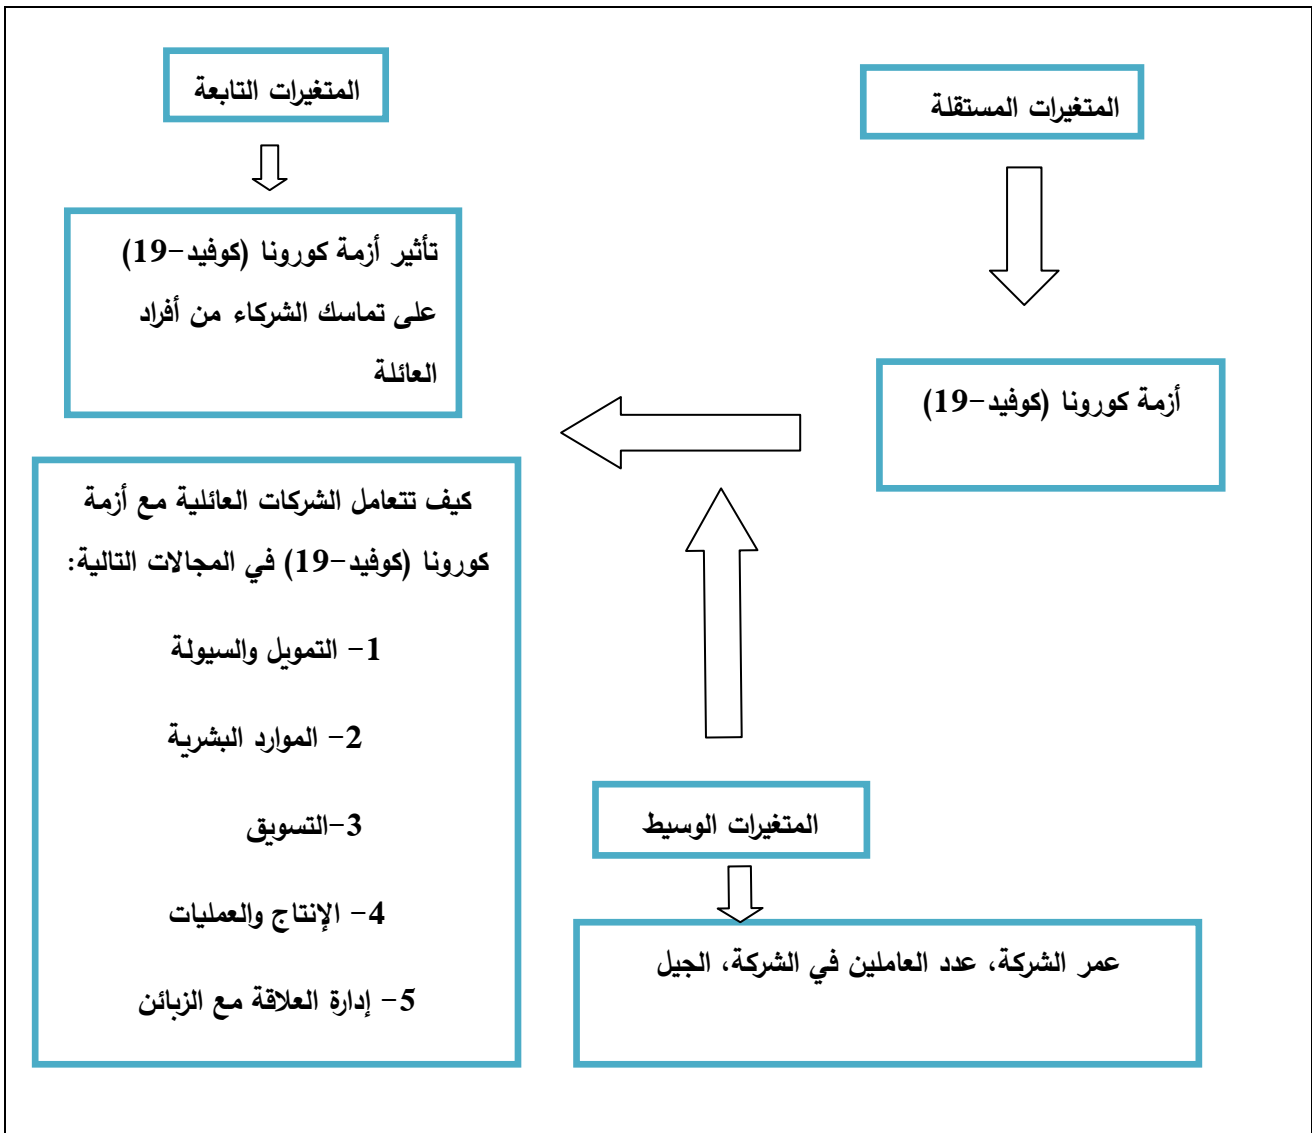 المتغيرات المستقلة
المتغيرات التابعة
أزمة كورونا (كوفيد-19)
تأثير أزمة كورونا (كوفيد-19)
على تماسك الشركاء من أفراد
العائلة
كيف تتعامل الشركات العائلية مع أزمة
كورونا (كوفيد-19) في المجالات التالية:
1- التمويل والسيولة
2- الموارد البشرية
3-التسويق
4- الإنتاج والعمليات
5- إدارة العلاقة مع الزبائن
المتغيرات الوسيط
عمر الشركة، عدد العاملين في الشركة، الجيل